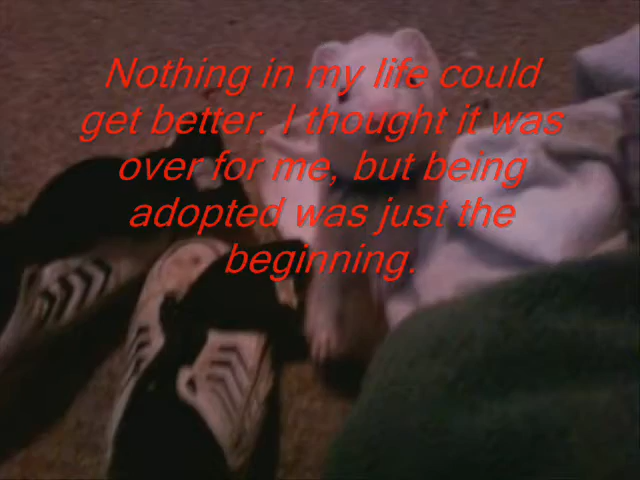 Nothing in my life could
get better. I thought it was
over for me, but being
adopted was just the
beginning.